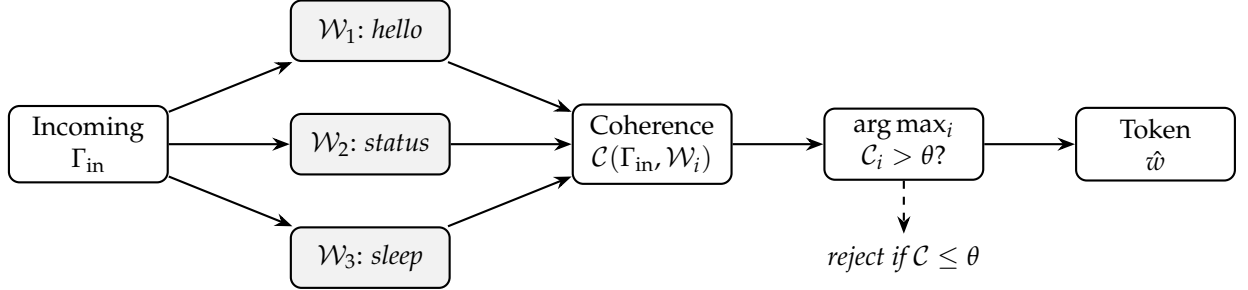 Incoming
Γin
𝒲1: hello
𝒲2: status
𝒲3: sleep
Coherence
𝒞(Γin, 𝒲i)
arg maxi
𝒞i > θ?
reject if 𝒞 ≤ θ
Token
ŵ